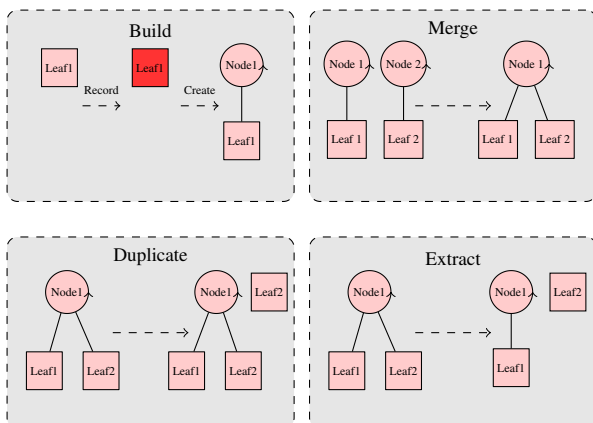 Build
Leaf1
Leaf1
Node1
Record
Create
Leaf1
Merge
Node 1
Node 2
Node 1
Leaf 1
Leaf 2
Leaf 1
Leaf 2
Duplicate
Node1
Node1
Leaf2
Leaf1
Leaf2
Leaf1
Leaf2
Extract
Node1
Node1
Leaf2
Leaf1
Leaf2
Leaf1